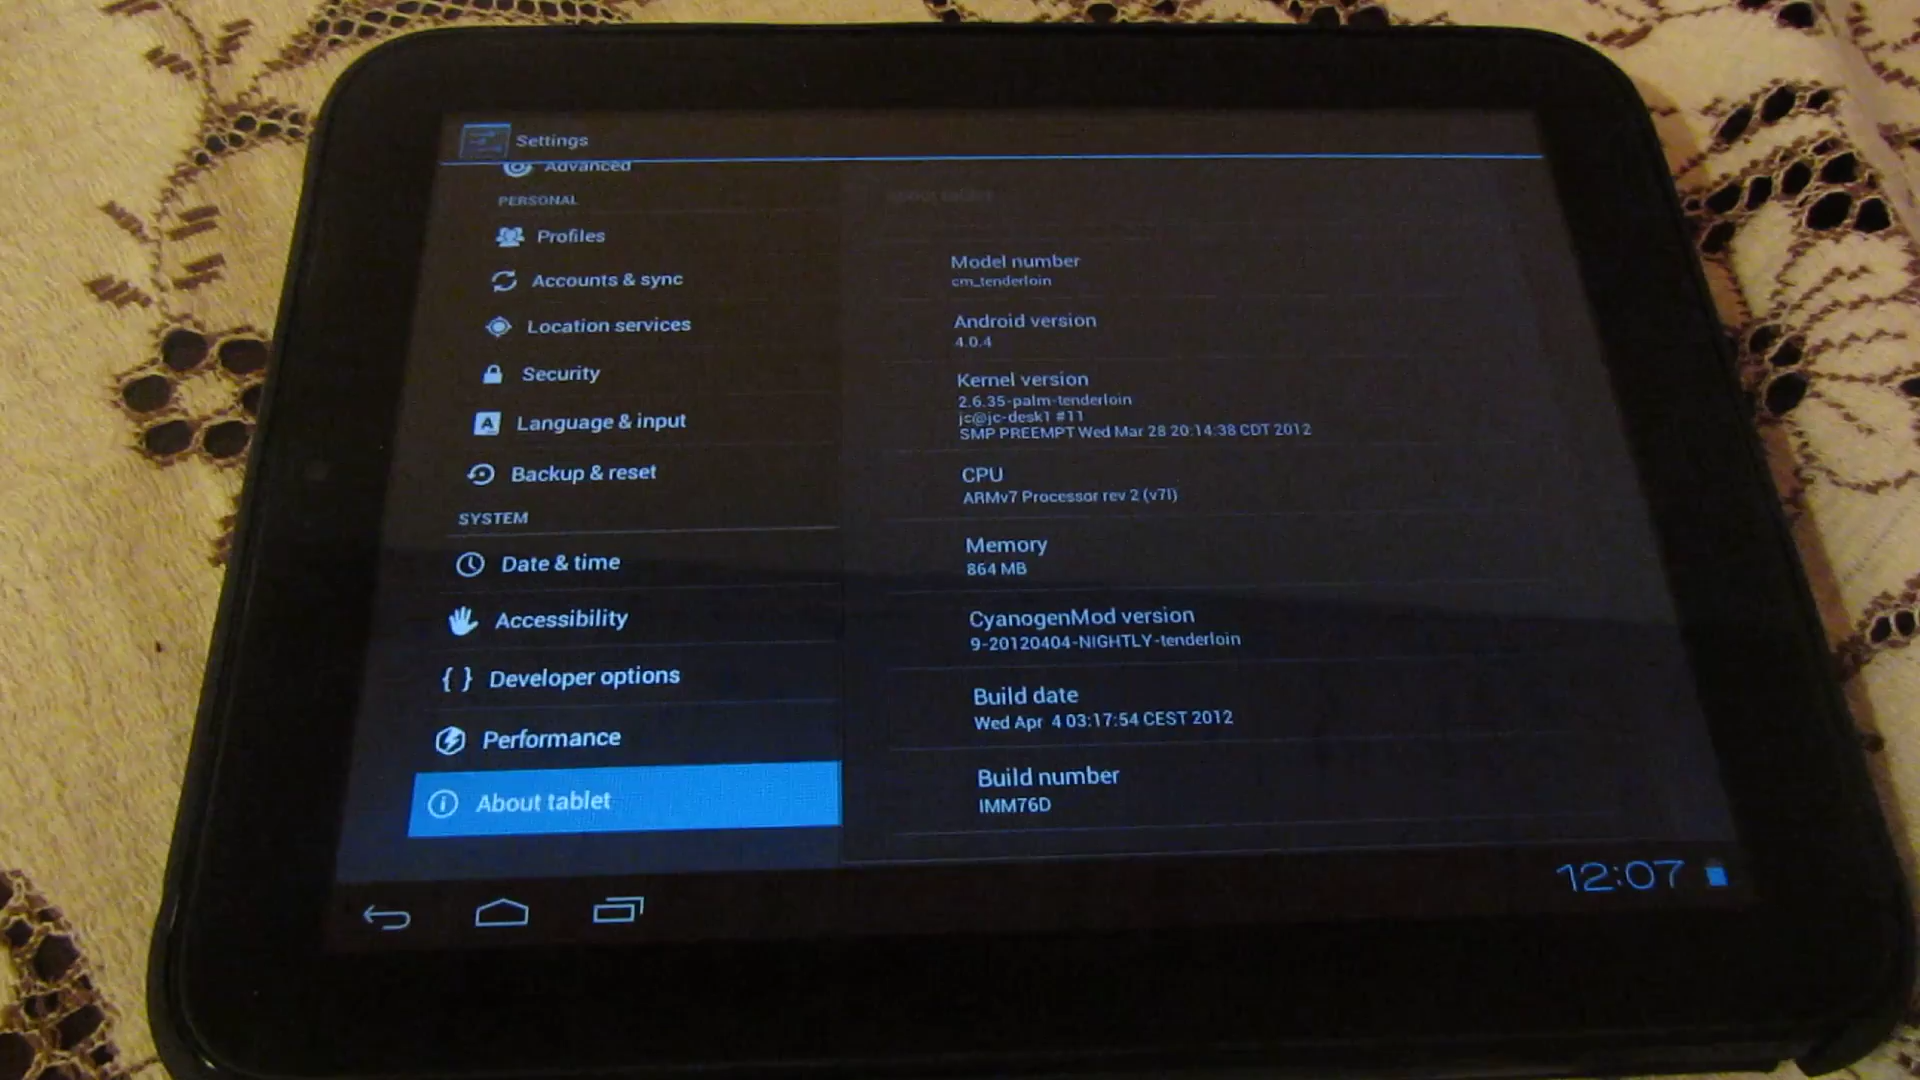 Settings
Advanced
PERSONAL
Profiles
Accounts & sync
Location services
Security
Language & input
Backup & reset
SYSTEM
Date & time
Accessibility
{ } Developer options
Performance
About tablet
Model number
cm_tenderloin
Android version
4.0.4
Kernel version
2.6.35-palm-tenderloin
jc@jc-desk1 #11
SMP PREEMPT Wed Mar 28 20:14:38 CDT 2012
CPU
ARMv7 Processor rev 2 (v7l)
Memory
864 MB
CyanogenMod version
9-20120404-NIGHTLY-tenderloin
Build date
Wed Apr  4 03:17:54 CEST 2012
Build number
IMM76D
12:07